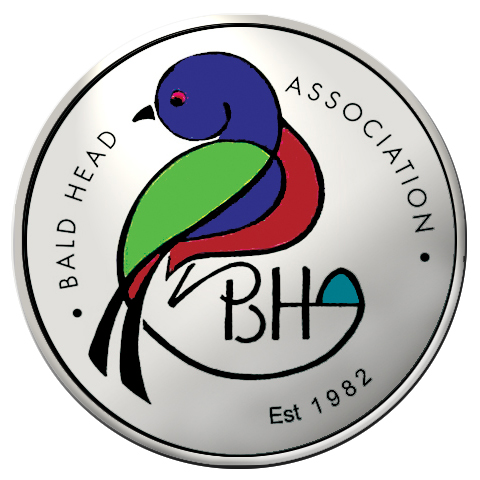 · BALD HEAD ASSOCIATION ·
BHA
Est 1982